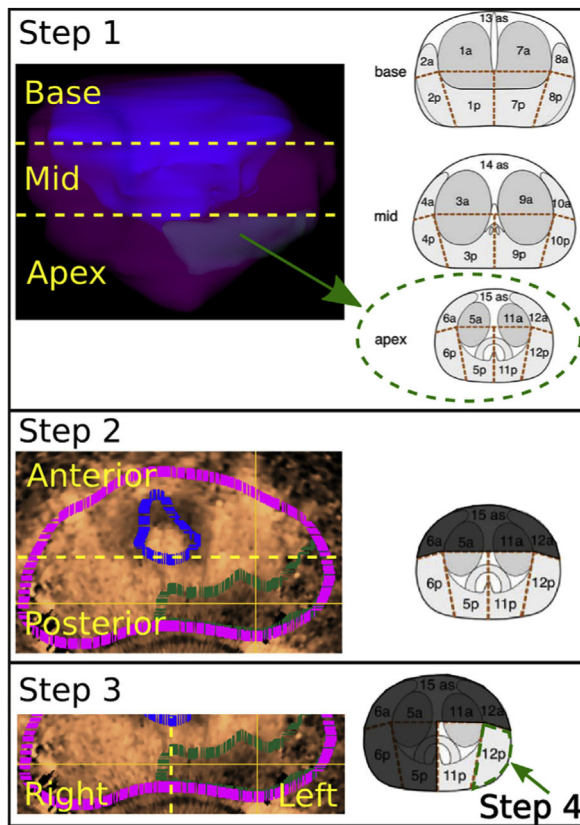 Step 1
Base
Mid
Apex
base
13 as
1a 7a
2a 8a
2p 1p 7p 8p
mid
14 as
3a 9a
4a 10a
4p 3p 9p 10p
apex
15 as
6a 5a 11a 12a
6p 12p
5p 11p
Step 2
Anterior
Posterior
15 as
6a 5a 11a 12a
6p 12p
5p 11p
Step 3
Right Left
15 as
6a 5a 11a 12a
6p 12p
5p 11p
Step 4